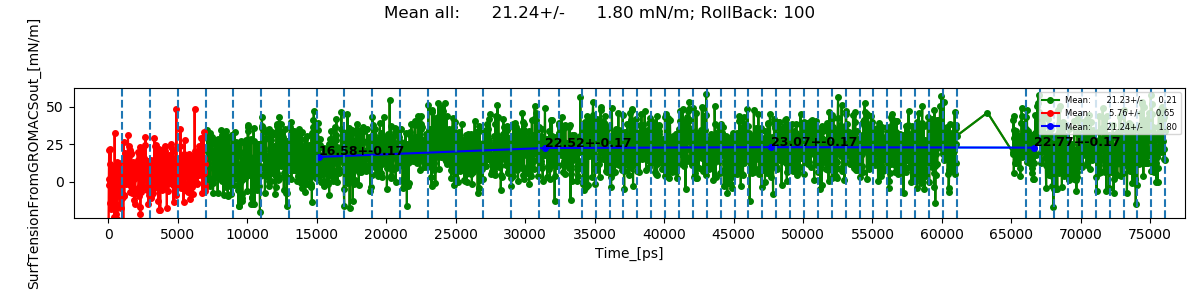 Mean all:      21.24+/-      1.80 mN/m; RollBack: 100
SurfTensionFromGROMACSout_[mN/m]
50
25
0
16.58+-0.17
22.52+-0.17
23.07+-0.17
22.77+-0.17
Mean:      21.23+/-      0.21
Mean:      5.76+/-      0.65
Mean:      21.24+/-      1.80
0 5000 10000 15000 20000 25000 30000 35000 40000 45000 50000 55000 60000 65000 70000 75000
Time_[ps]